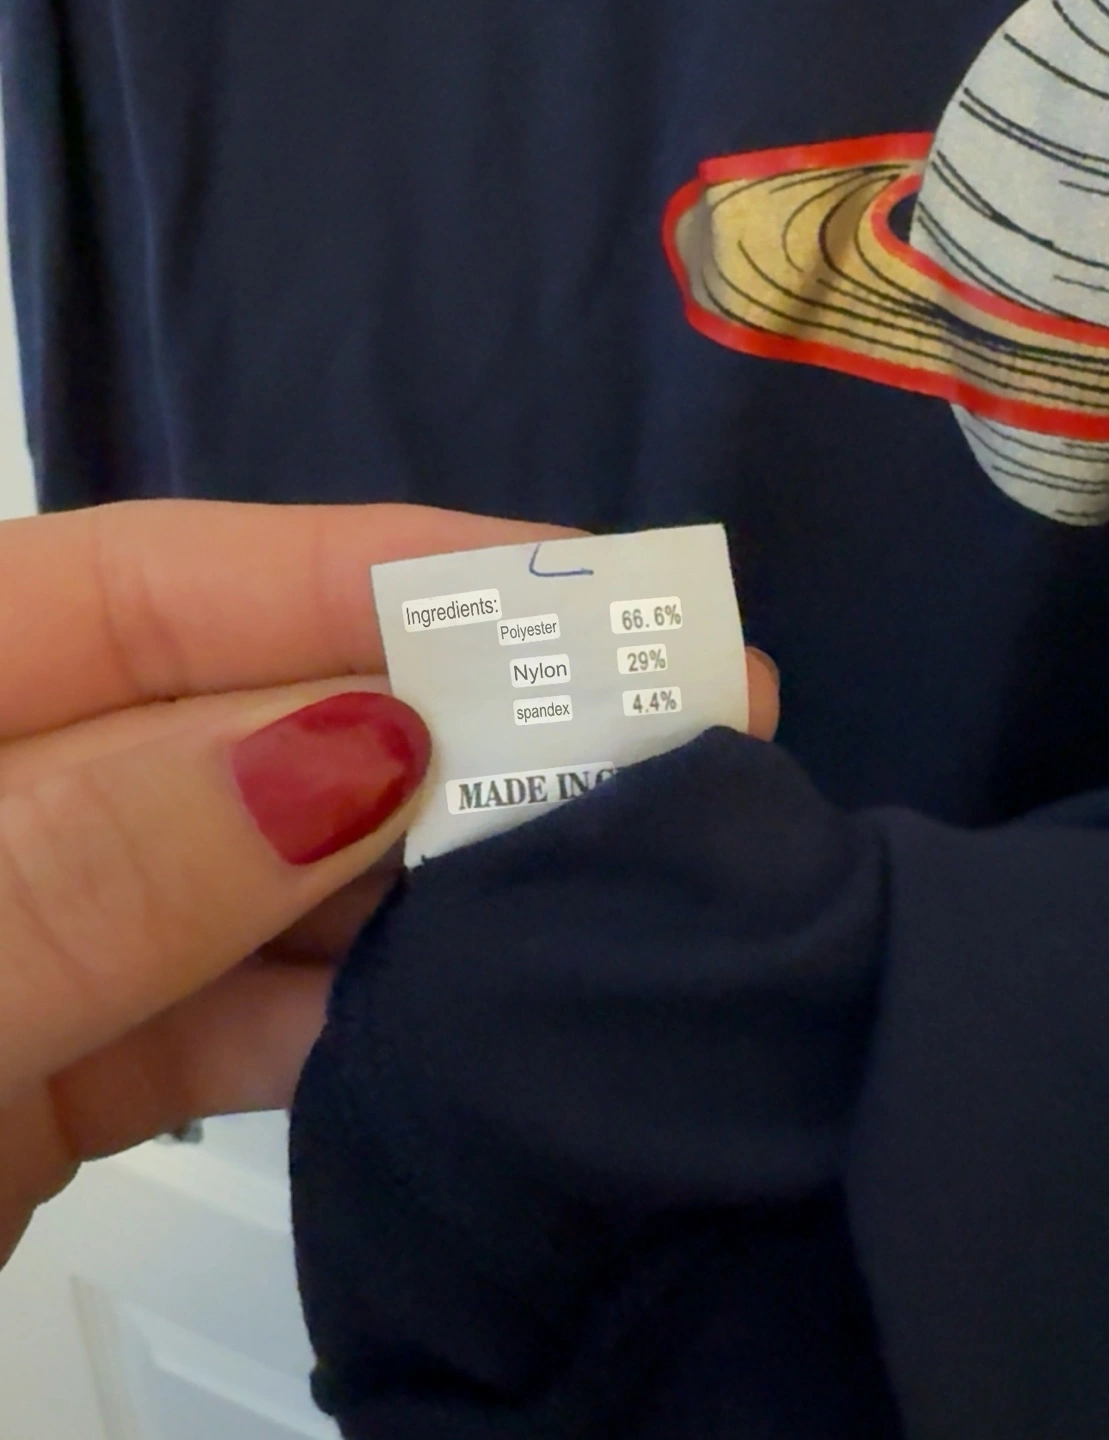 L
Ingredients:
Polyester 66.6%
Nylon 29%
spandex 4.4%
MADE IN